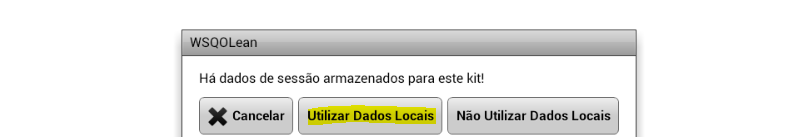 WSQOLean
Há dados de sessão armazenados para este kit!
Cancelar Utilizar Dados Locais Não Utilizar Dados Locais